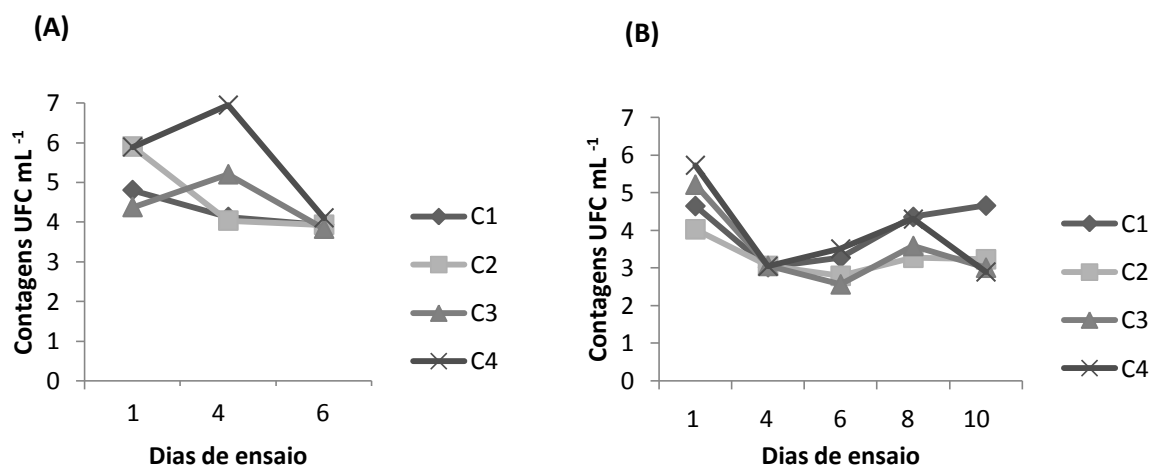 (A)
7
6
5
4
3
2
1
0
Contagens UFC mL -1
1 4 6
Dias de ensaio
C1
C2
C3
C4
(B)
7
6
5
4
3
2
1
0
Contagens UFC mL -1
1 4 6 8 10
Dias de ensaio
C1
C2
C3
C4